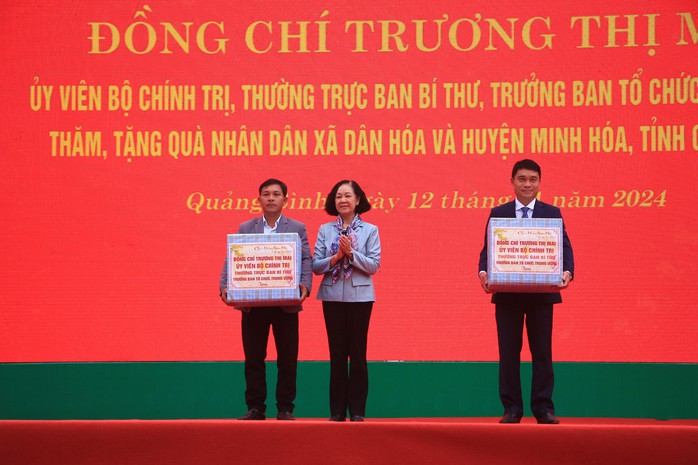 ĐỒNG CHÍ TRƯƠNG THỊ M
ỦY VIÊN BỘ CHÍNH TRỊ, THƯỜNG TRỰC BAN BÍ THƯ, TRƯỞNG BAN TỔ CHỨC
THĂM, TẶNG QUÀ NHÂN DÂN XÃ DÂN HÓA VÀ HUYỆN MINH HÓA, TỈNH
Quảng ình, ngày 12 tháng năm 2024
ĐỒNG CHÍ TRƯƠNG THỊ MAI
ỦY VIÊN BỘ CHÍNH TRỊ
THƯỜNG TRỰC BAN BÍ THƯ
TRƯỞNG BAN TỔ CHỨC TRUNG ƯƠNG
Tặng
ĐỒNG CHÍ TRƯƠNG THỊ MAI
ỦY VIÊN BỘ CHÍNH TRỊ
THƯỜNG TRỰC BAN BÍ THƯ
TRƯỞNG BAN TỔ CHỨC TRUNG ƯƠNG
Tặng